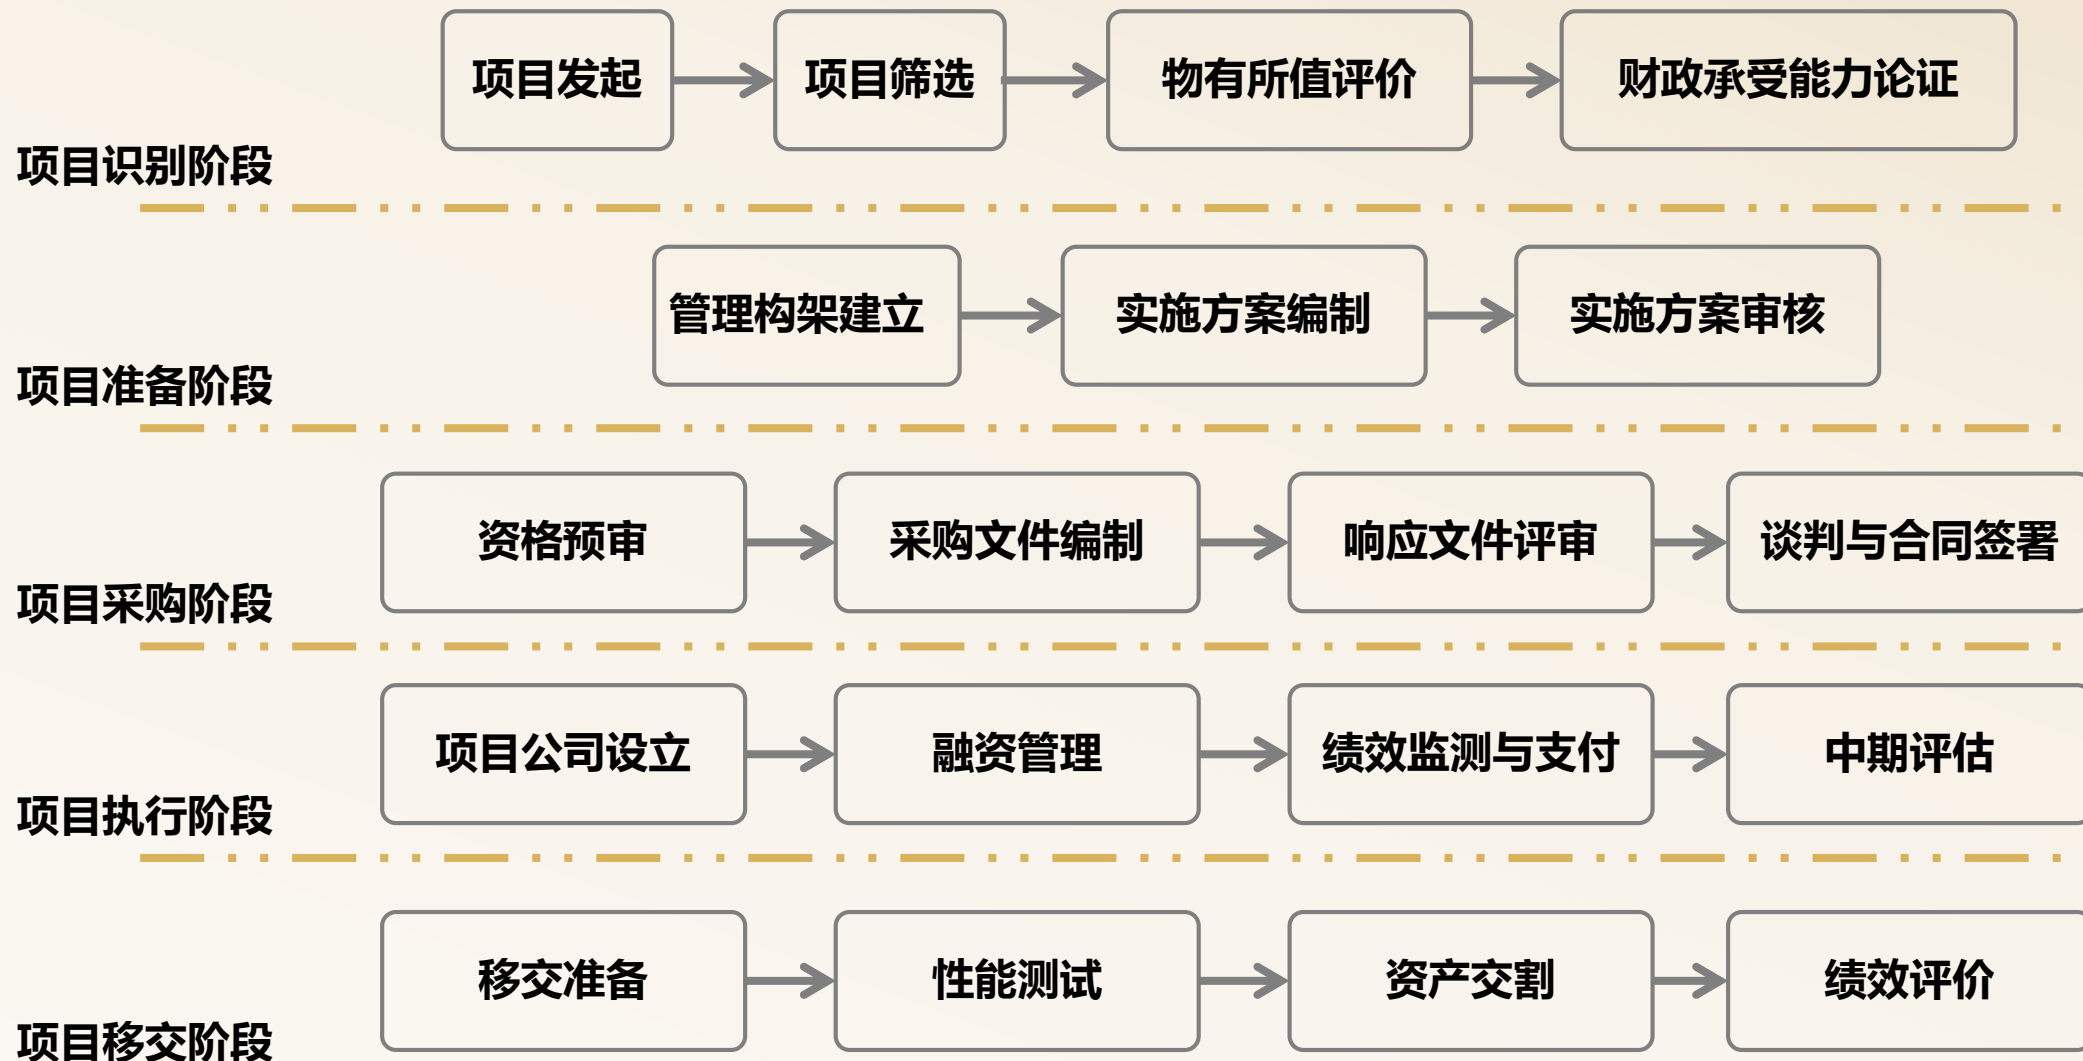 项目发起
项目筛选
物有所值评价
财政承受能力论证
项目识别阶段
管理构架建立
实施方案编制
实施方案审核
项目准备阶段
资格预审
采购文件编制
响应文件评审
谈判与合同签署
项目采购阶段
项目公司设立
融资管理
绩效监测与支付
中期评估
项目执行阶段
移交准备
性能测试
资产交割
绩效评价
项目移交阶段